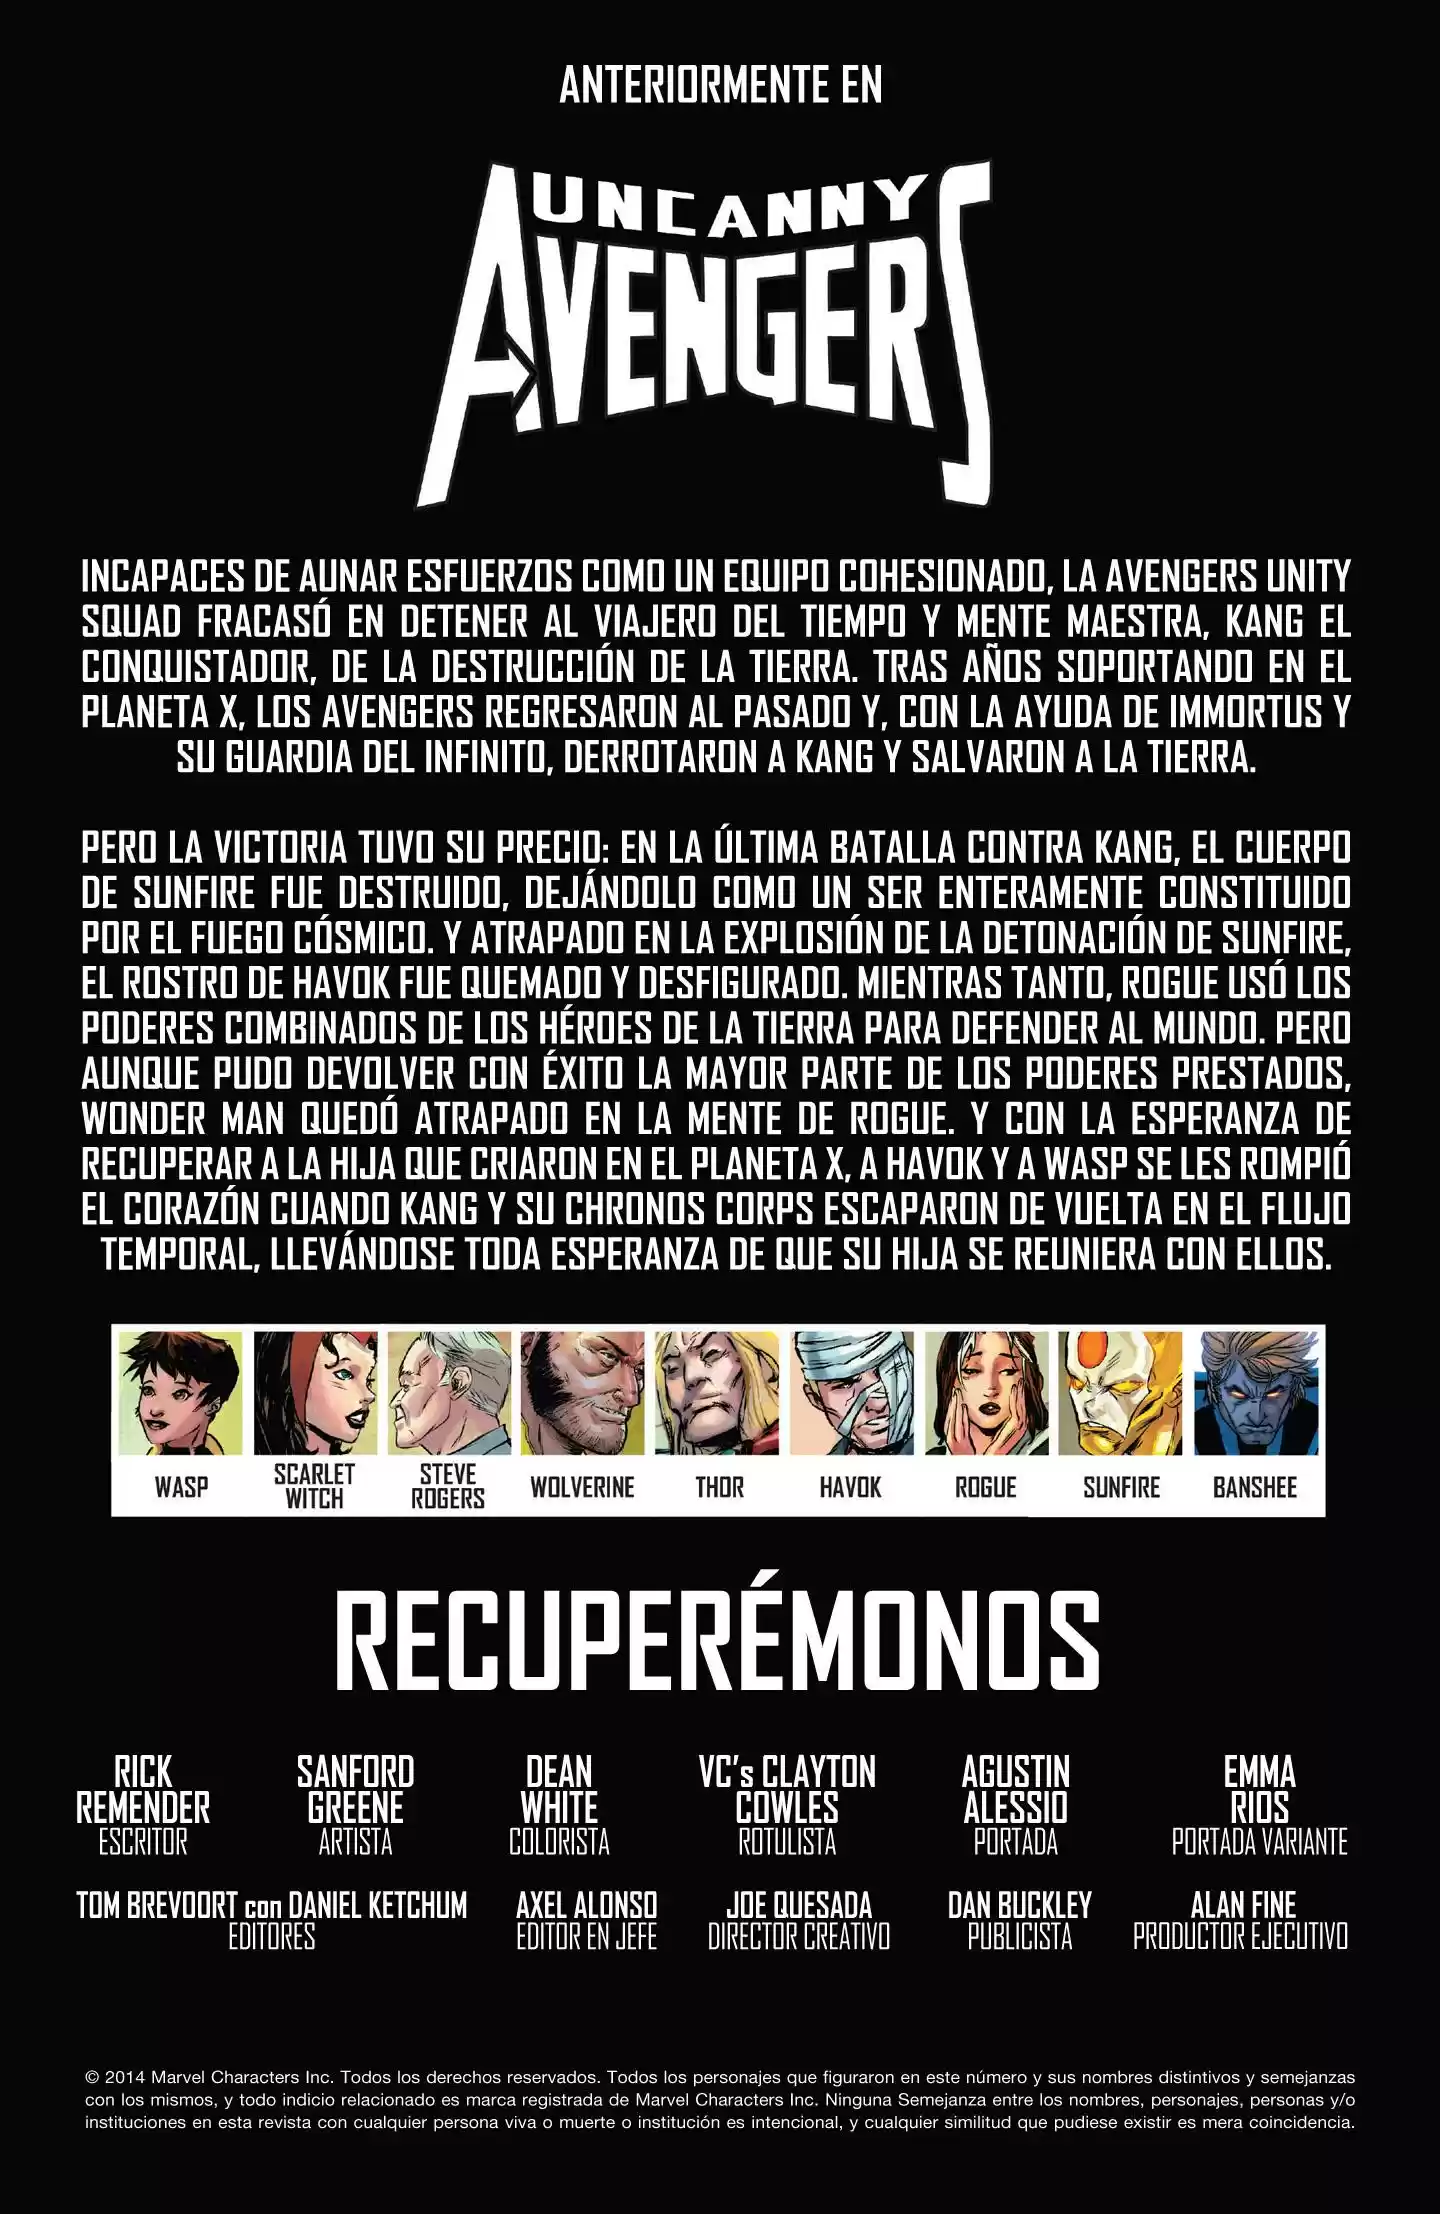 ANTERIORMENTE EN
UNCANNY
AVENGERS
INCAPACES DE AUNAR ESFUERZOS COMO UN EQUIPO COHESIONADO, LA AVENGERS UNITY
SQUAD FRACASÓ EN DETENER AL VIAJERO DEL TIEMPO Y MENTE MAESTRA, KANG EL
CONQUISTADOR, DE LA DESTRUCCIÓN DE LA TIERRA. TRAS AÑOS SOPORTANDO EN EL
PLANETA X, LOS AVENGERS REGRESARON AL PASADO Y, CON LA AYUDA DE IMMORTUS Y
SU GUARDIA DEL INFINITO, DERROTARON A KANG Y SALVARON A LA TIERRA.
PERO LA VICTORIA TUVO SU PRECIO: EN LA ÚLTIMA BATALLA CONTRA KANG, EL CUERPO
DE SUNFIRE FUE DESTRUIDO, DEJÁNDOLO COMO UN SER ENTERAMENTE CONSTITUIDO
POR EL FUEGO CÓSMICO. Y ATRAPADO EN LA EXPLOSIÓN DE LA DETONACIÓN DE SUNFIRE,
EL ROSTRO DE HAVOK FUE QUEMADO Y DESFIGURADO. MIENTRAS TANTO, ROGUE USÓ LOS
PODERES COMBINADOS DE LOS HÉROES DE LA TIERRA PARA DEFENDER AL MUNDO. PERO
AUNQUE PUDO DEVOLVER CON ÉXITO LA MAYOR PARTE DE LOS PODERES PRESTADOS,
WONDER MAN QUEDÓ ATRAPADO EN LA MENTE DE ROGUE. Y CON LA ESPERANZA DE
RECUPERAR A LA HIJA QUE CRIARON EN EL PLANETA X, A HAVOK Y A WASP SE LES ROMPIÓ
EL CORAZÓN CUANDO KANG Y SU CHRONOS CORPS ESCAPARON DE VUELTA EN EL FLUJO
TEMPORAL, LLEVÁNDOSE TODA ESPERANZA DE QUE SU HIJA SE REUNIERA CON ELLOS.
WASP
SCARLET
WITCH
STEVE
ROGERS
WOLVERINE
THOR
HAVOK
ROGUE
SUNFIRE
BANSHEE
RECUPERÉMONOS
RICK
REMENDER
ESCRITOR
SANFORD
GREENE
ARTISTA
DEAN
WHITE
COLORISTA
VC's CLAYTON
COWLES
ROTULISTA
AGUSTIN
ALESSIO
PORTADA
EMMA
RIOS
PORTADA VARIANTE
TOM BREVOORT con DANIEL KETCHUM
EDITORES
AXEL ALONSO
EDITOR EN JEFE
JOE QUESADA
DIRECTOR CREATIVO
DAN BUCKLEY
PUBLICISTA
ALAN FINE
PRODUCTOR EJECUTIVO
© 2014 Marvel Characters Inc. Todos los derechos reservados. Todos los personajes que figuraron en este número y sus nombres distintivos y semejanzas
con los mismos, y todo indicio relacionado es marca registrada de Marvel Characters Inc. Ninguna Semejanza entre los nombres, personajes, personas y/o
instituciones en esta revista con cualquier persona viva o muerte o institución es intencional, y cualquier similitud que pudiese existir es mera coincidencia.